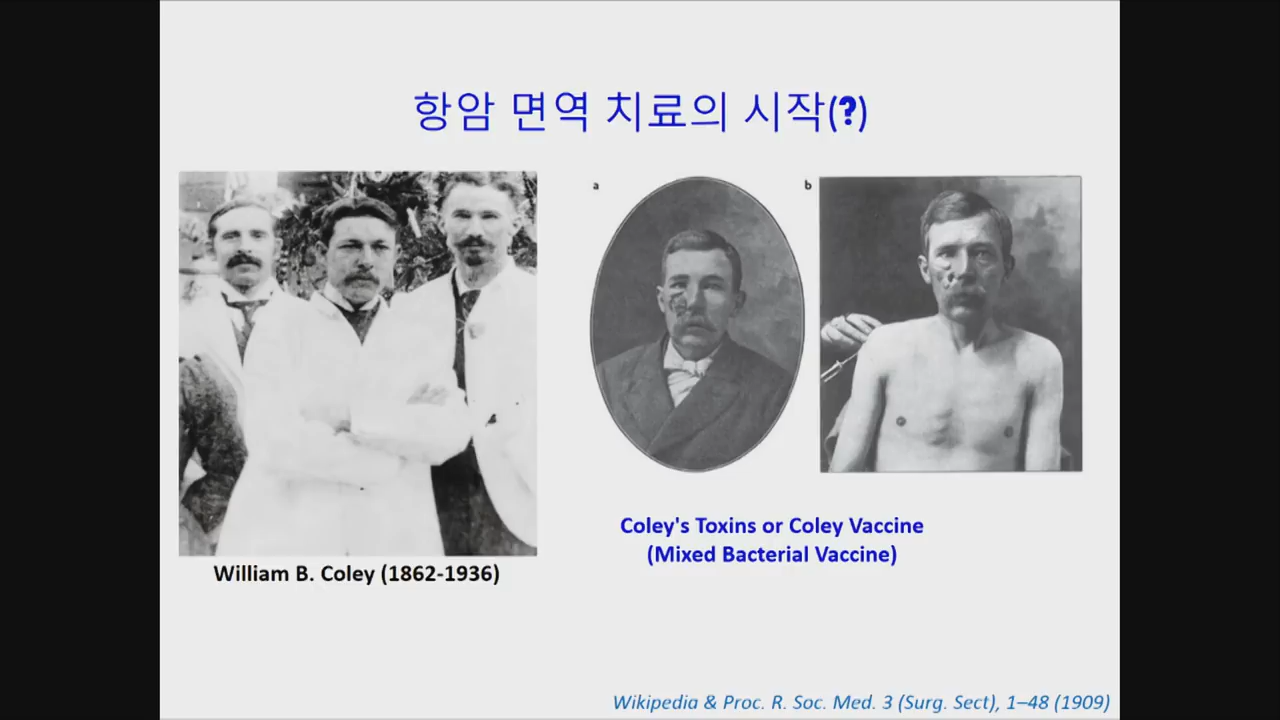 항암 면역 치료의 시작(?)
a
b
William B. Coley (1862-1936)
Coley's Toxins or Coley Vaccine
(Mixed Bacterial Vaccine)
Wikipedia & Proc. R. Soc. Med. 3 (Surg. Sect), 1–48 (1909)